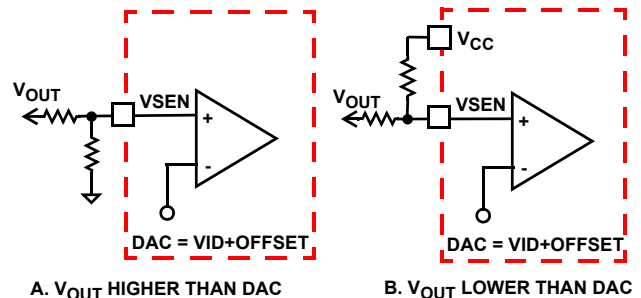 VOUT
VSEN
+
-
DAC = VID+OFFSET
A. VOUT HIGHER THAN DAC
VCC
VOUT
VSEN
+
-
DAC = VID+OFFSET
B. VOUT LOWER THAN DAC